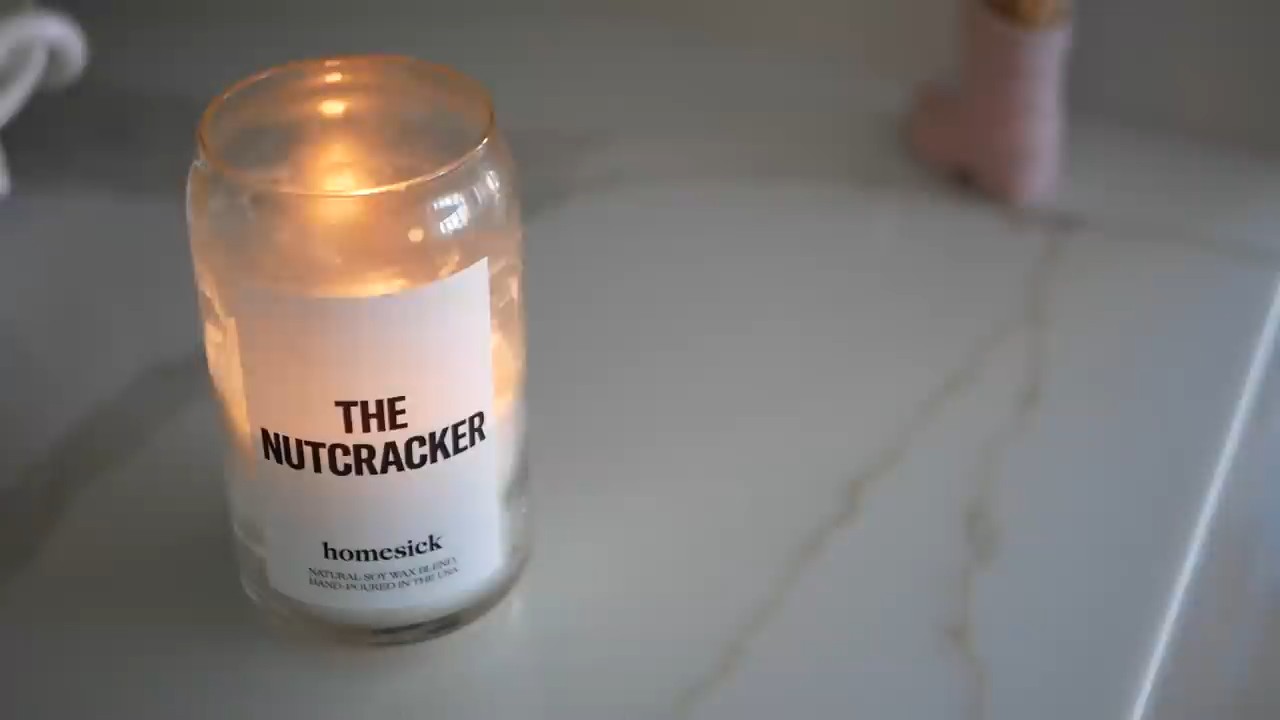 THE
NUTCRACKER
homesick
NATURAL SOY WAX BLEND,
HAND-POURED IN THE USA